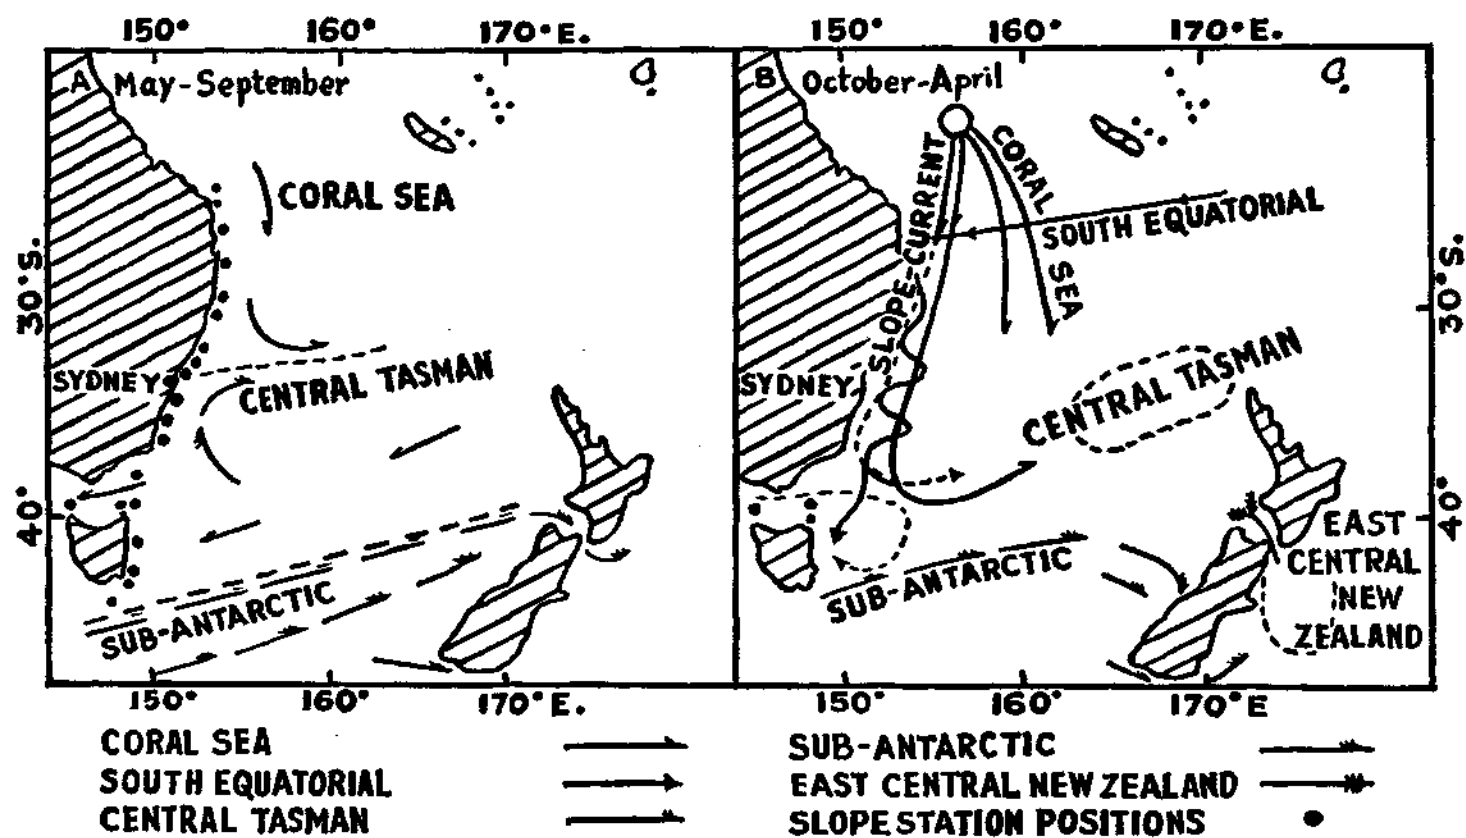 150° 160° 170° E.
A May-September
CORAL SEA
30°S.
SYDNEY
CENTRAL TASMAN
40°
SUB-ANTARCTIC
150° 160° 170° E.
150° 160° 170° E.
B October-April
SLOPE-CURRENT
CORAL SEA
SOUTH EQUATORIAL
30°S.
SYDNEY
CENTRAL TASMAN
40°
SUB-ANTARCTIC
EAST
CENTRAL
NEW
ZEALAND
150° 160° 170° E
CORAL SEA
SOUTH EQUATORIAL
CENTRAL TASMAN
SUB-ANTARCTIC
EAST CENTRAL NEW ZEALAND
SLOPE STATION POSITIONS